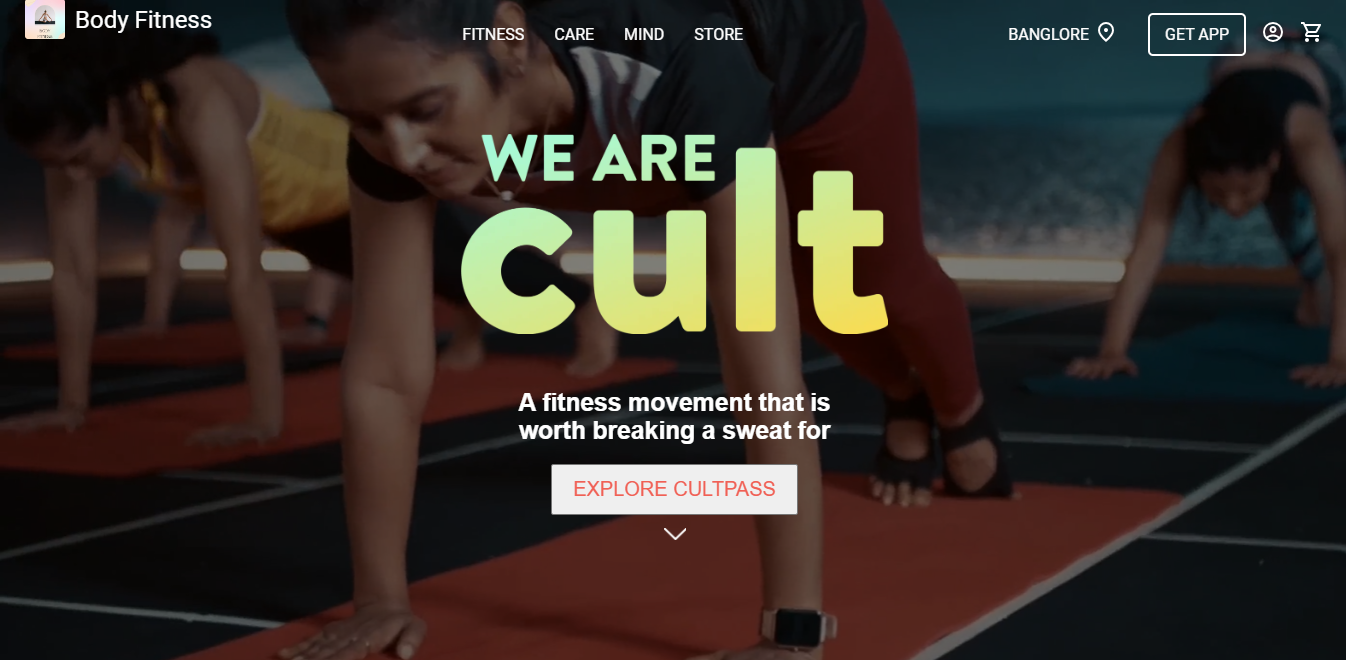 Body Fitness
FITNESS CARE MIND STORE
BANGLORE
GET APP
WE ARE
cult
A fitness movement that is
worth breaking a sweat for
EXPLORE CULTPASS